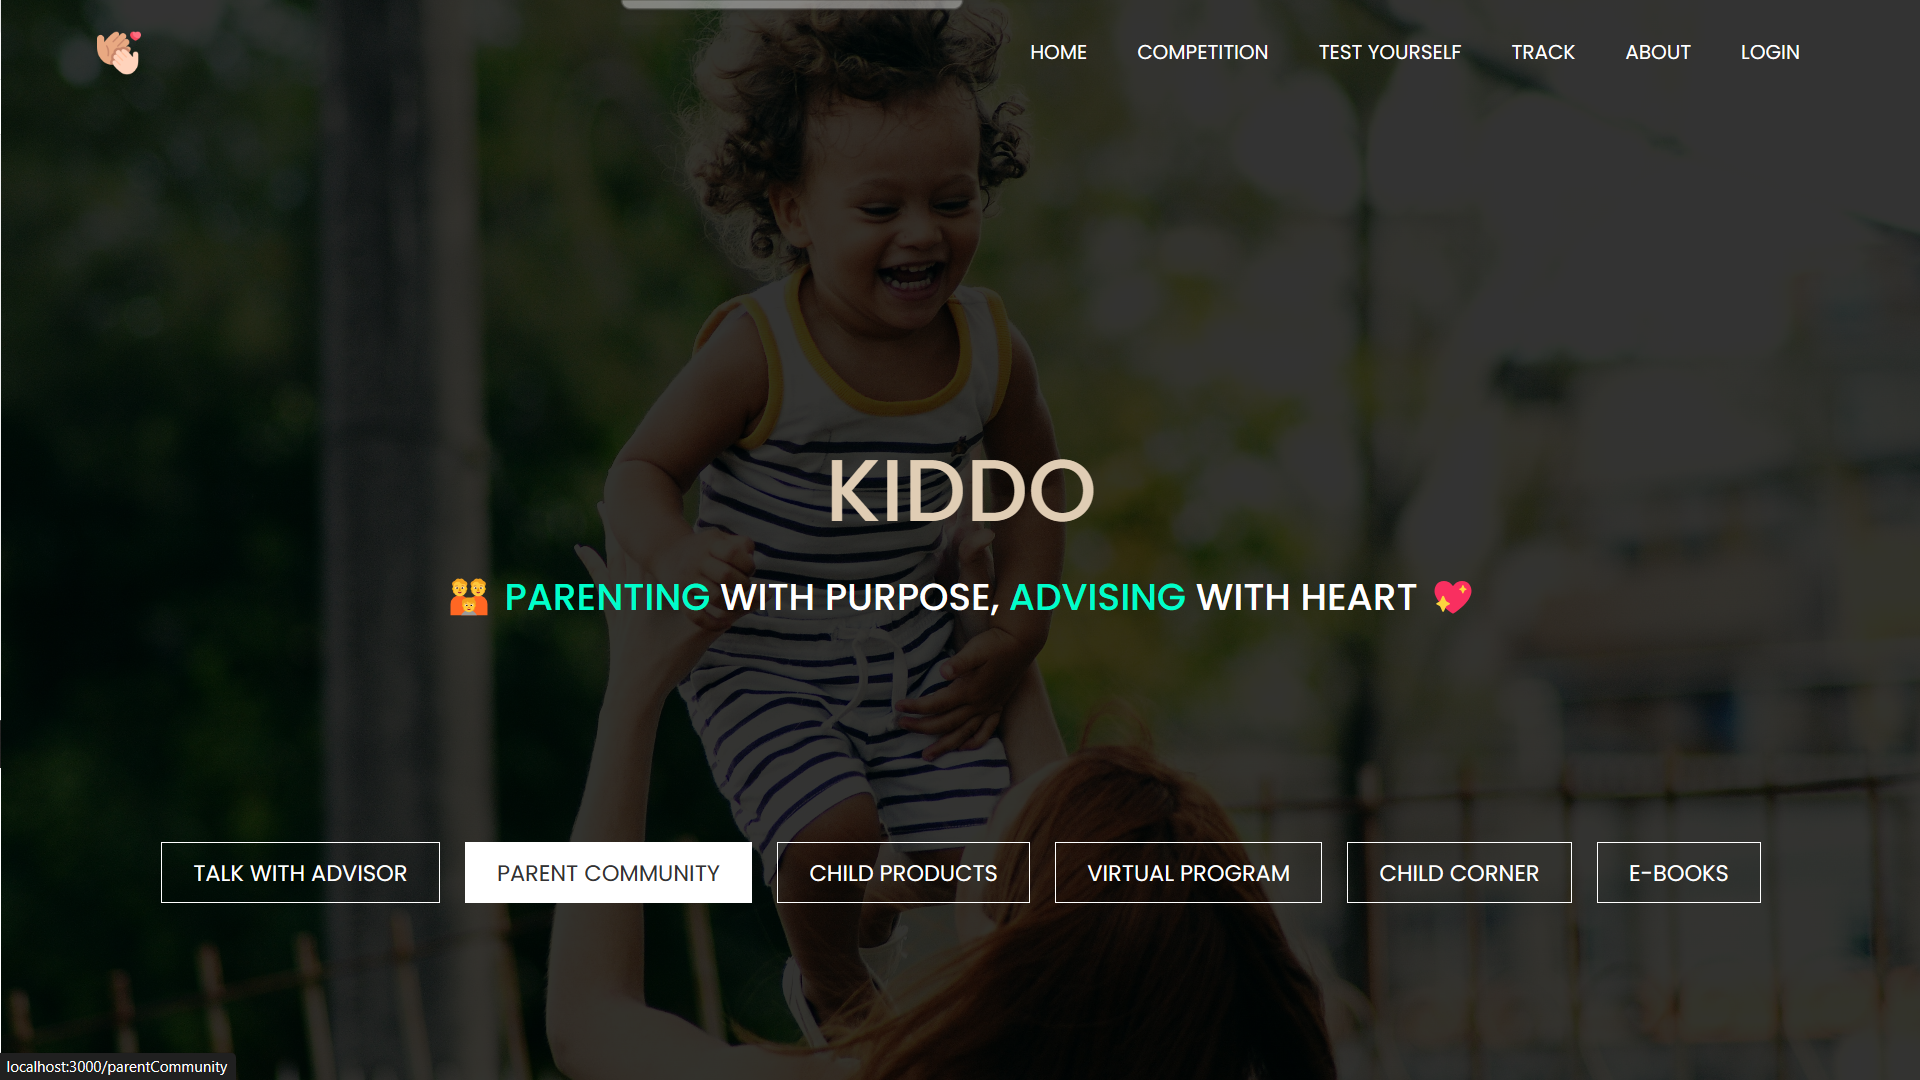 HOME COMPETITION TEST YOURSELF TRACK ABOUT LOGIN
KIDDO
PARENTING WITH PURPOSE, ADVISING WITH HEART
TALK WITH ADVISOR PARENT COMMUNITY CHILD PRODUCTS VIRTUAL PROGRAM CHILD CORNER E-BOOKS
localhost:3000/parentCommunity